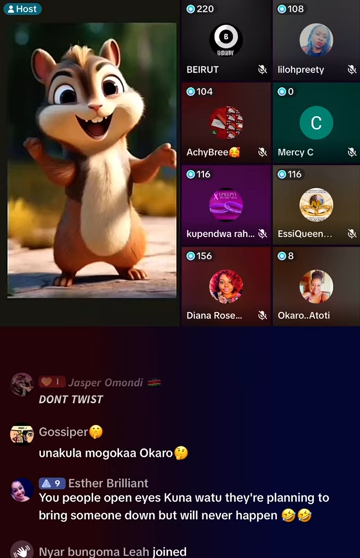 Host
220
108
BEIRUT
lilohpreety
104
0
C
AchyBree🥰
Mercy C
116
116
kupendwa rah...
EssiQueen...
156
8
Diana Rose...
Okaro..Atoti
1 Jasper Omondi 🇰🇪
DONT TWIST
Gossiper🤔
unakula mogokaa Okaro🤔
9 Esther Brilliant
You people open eyes Kuna watu they're planning to
bring someone down but will never happen 🤣🤣
Nyar bungoma Leah joined